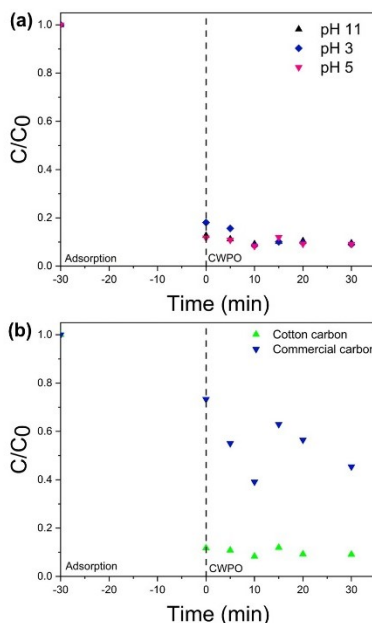 (a)
pH 11
pH 3
pH 5
C/C0
1.0
0.8
0.6
0.4
0.2
0.0
Adsorption
CWPO
-30 -20 -10 0 10 20 30
Time (min)
(b)
Cotton carbon
Commercial carbon
C/C0
1.0
0.8
0.6
0.4
0.2
0.0
Adsorption
CWPO
-30 -20 -10 0 10 20 30
Time (min)